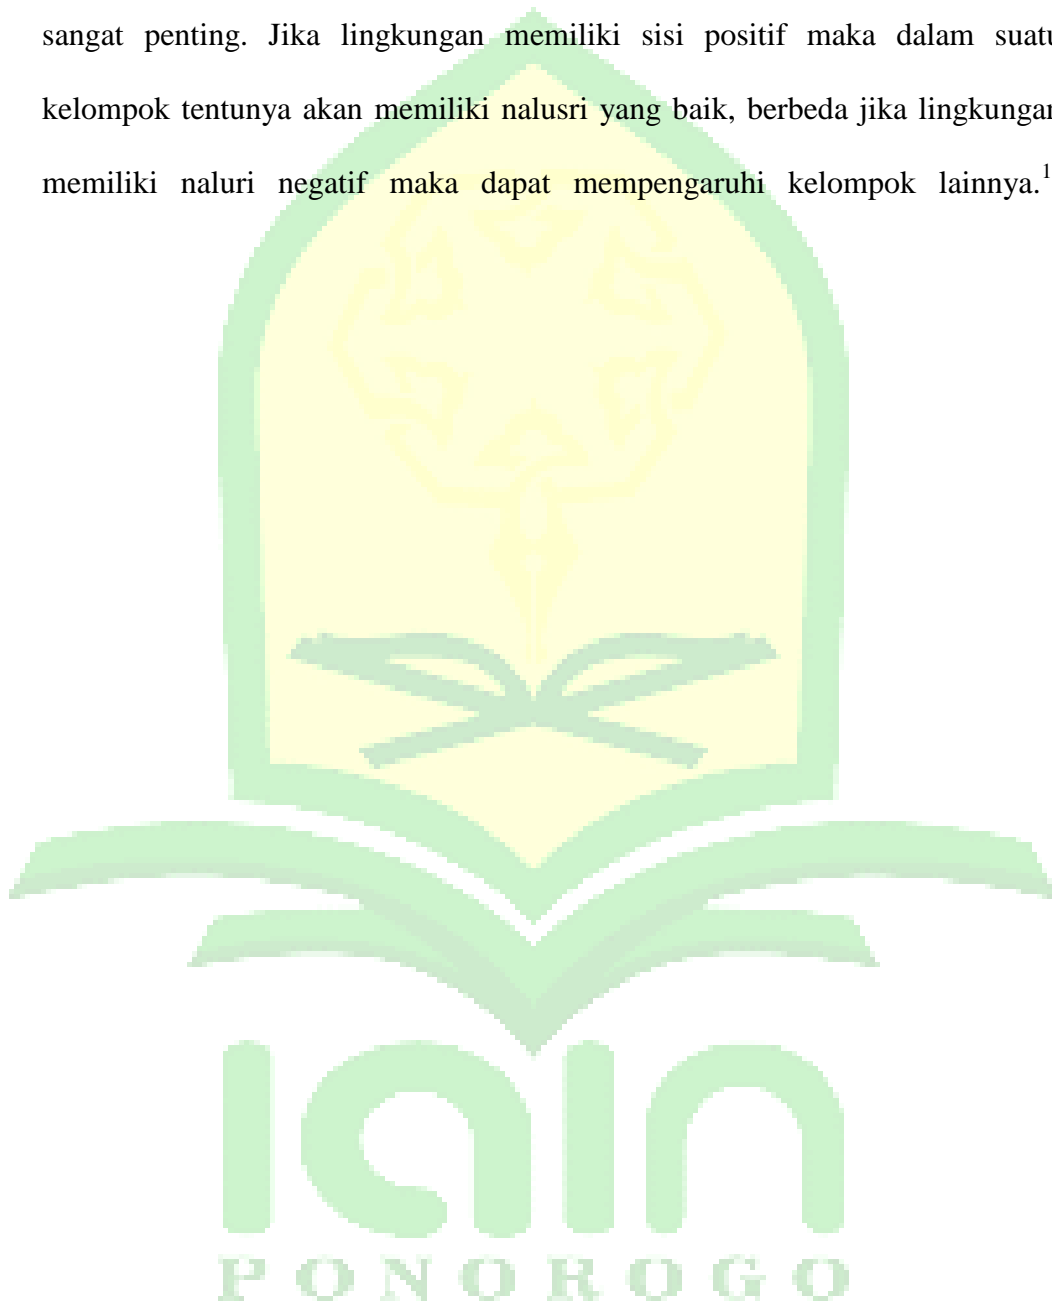 sangat penting. Jika lingkungan memiliki sisi positif maka dalam suatu
kelompok tentunya akan memiliki nalusri yang baik, berbeda jika lingkungan
memiliki naluri negatif maka dapat mempengaruhi kelompok lainnya.1
iain
PONOROGO